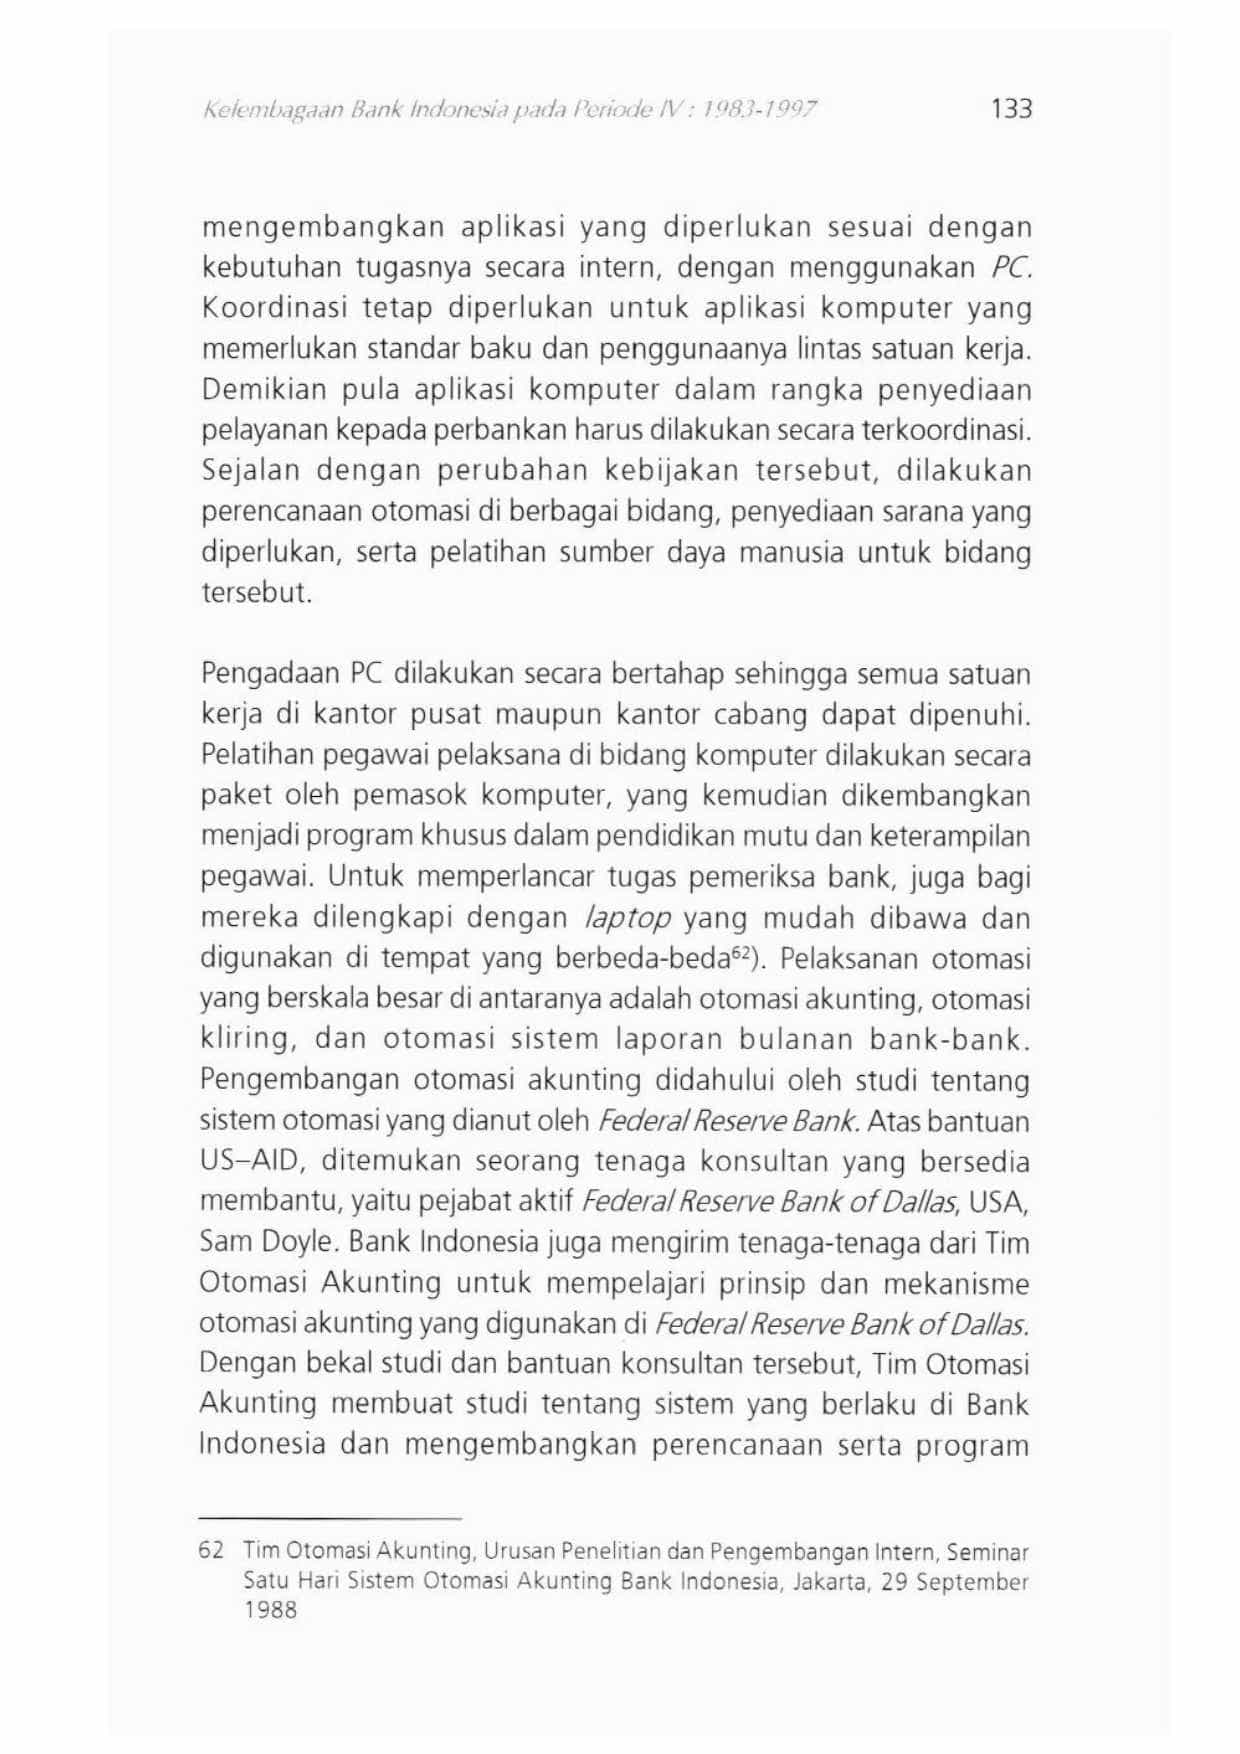 Kelembagaan Bank Indonesia pada Periode IV : 1983-1997 133
mengembangkan aplikasi yang diperlukan sesuai dengan
kebutuhan tugasnya secara intern, dengan menggunakan PC.
Koordinasi tetap diperlukan untuk aplikasi komputer yang
memerlukan standar baku dan penggunaanya lintas satuan kerja.
Demikian pula aplikasi komputer dalam rangka penyediaan
pelayanan kepada perbankan harus dilakukan secara terkoordinasi.
Sejalan dengan perubahan kebijakan tersebut, dilakukan
perencanaan otomasi di berbagai bidang, penyediaan sarana yang
diperlukan, serta pelatihan sumber daya manusia untuk bidang
tersebut.
Pengadaan PC dilakukan secara bertahap sehingga semua satuan
kerja di kantor pusat maupun kantor cabang dapat dipenuhi.
Pelatihan pegawai pelaksana di bidang komputer dilakukan secara
paket oleh pemasok komputer, yang kemudian dikembangkan
menjadi program khusus dalam pendidikan mutu dan keterampilan
pegawai. Untuk memperlancar tugas pemeriksa bank, juga bagi
mereka dilengkapi dengan laptop yang mudah dibawa dan
digunakan di tempat yang berbeda-beda⁶²). Pelaksanan otomasi
yang berskala besar di antaranya adalah otomasi akunting, otomasi
kliring, dan otomasi sistem laporan bulanan bank-bank.
Pengembangan otomasi akunting didahului oleh studi tentang
sistem otomasi yang dianut oleh Federal Reserve Bank. Atas bantuan
US–AID, ditemukan seorang tenaga konsultan yang bersedia
membantu, yaitu pejabat aktif Federal Reserve Bank of Dallas, USA,
Sam Doyle. Bank Indonesia juga mengirim tenaga-tenaga dari Tim
Otomasi Akunting untuk mempelajari prinsip dan mekanisme
otomasi akunting yang digunakan di Federal Reserve Bank of Dallas.
Dengan bekal studi dan bantuan konsultan tersebut, Tim Otomasi
Akunting membuat studi tentang sistem yang berlaku di Bank
Indonesia dan mengembangkan perencanaan serta program
62 Tim Otomasi Akunting, Urusan Penelitian dan Pengembangan Intern, Seminar
Satu Hari Sistem Otomasi Akunting Bank Indonesia, Jakarta, 29 September
1988